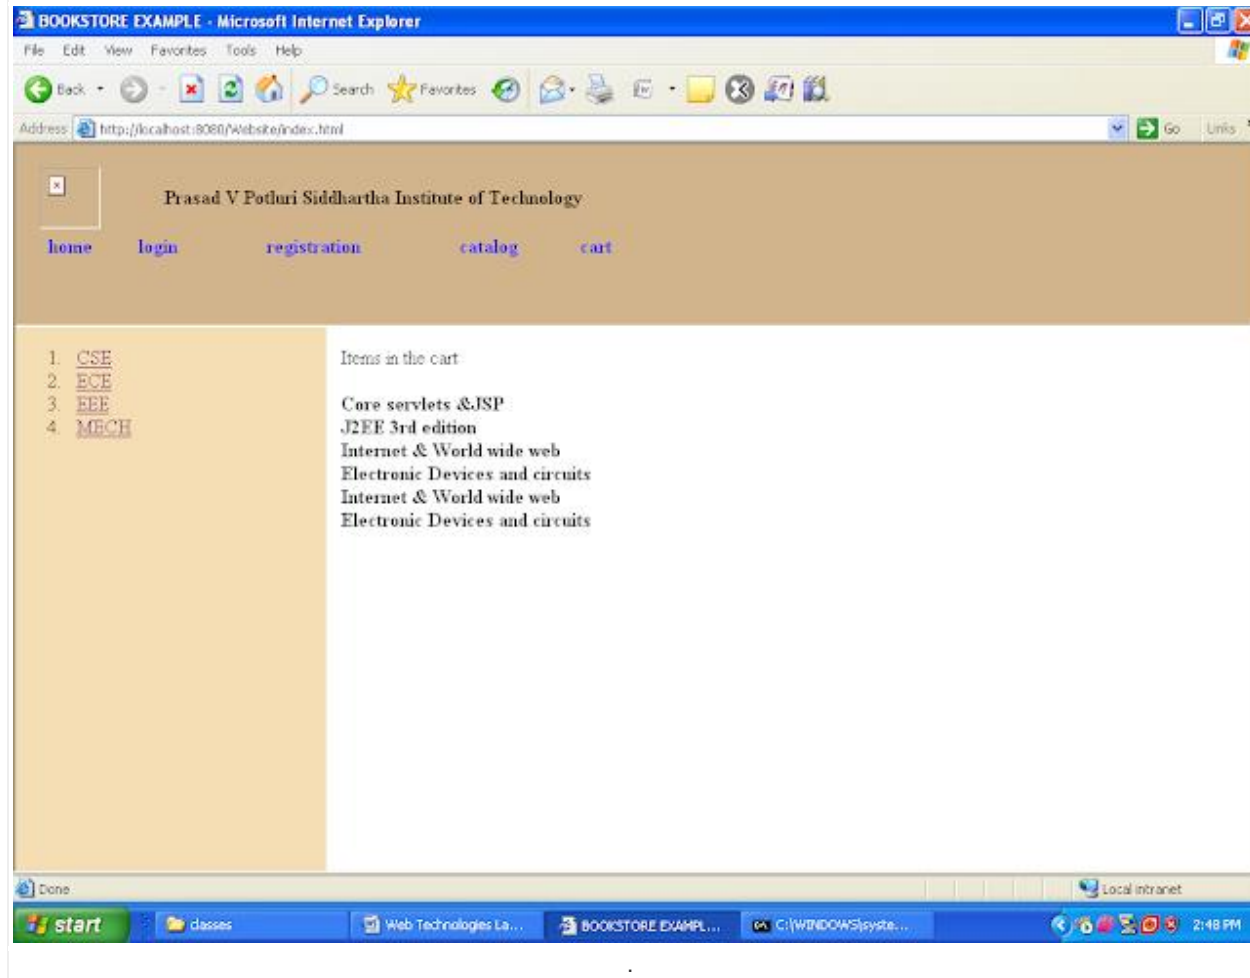 BOOKSTORE EXAMPLE - Microsoft Internet Explorer
File Edit View Favorites Tools Help
Back Search Favorites
Address http://localhost:8080/Website/index.html Go Links
Prasad V Potluri Siddhartha Institute of Technology
home login registration catalog cart
1. CSE
2. ECE
3. EEE
4. MECH
Items in the cart
Core servlets &JSP
J2EE 3rd edition
Internet & World wide web
Electronic Devices and circuits
Internet & World wide web
Electronic Devices and circuits
Done Local intranet
start classes Web Technologies La... BOOKSTORE EXAMPL... C:\WINDOWS\syste... 2:48 PM
.